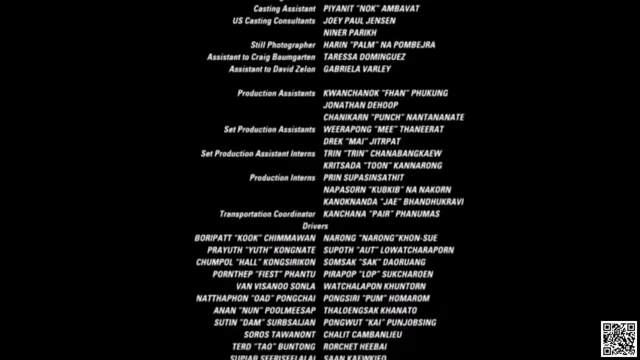 Casting Assistant PIYANIT "NOK" AMBAVAT
US Casting Consultants JOEY PAUL JENSEN
NINER PARIKH
Still Photographer HARIN "PALM" NA POMBEJRA
Assistant to Craig Baumgarten TARESSA DOMINGUEZ
Assistant to David Zelon GABRIELA VARLEY
Production Assistants KWANCHANOK "FHAN" PHUKUNG
JONATHAN DEHOOP
CHANIKARN "PUNCH" NANTANANATE
Set Production Assistants WEERAPONG "MEE" THANEERAT
DREK "MAI" JITRPAT
Set Production Assistant Interns TRIN "TRIN" CHANABANGKAEW
KRITSADA "TOON" KANNARONG
Production Interns PRIN SUPASINSATHIT
NAPASORN "KUBKIB" NA NAKORN
KANOKNANDA "JAE" BHANDHUKRAVI
Transportation Coordinator KANCHANA "PAIR" PHANUMAS
Drivers
BORIPATT "KOOK" CHIMMAWAN NARONG "NARONG"KHON-SUE
PRAYUTH "YUTH" KONGNATE SUPOTH "AUT" LOWATCHARAPORN
CHUMPOL "HALL" KONGSIRIKON SOMSAK "SAK" DAORUANG
PORNTHEP "FIEST" PHANTU PIRAPOP "LOP" SUKCHAROEN
VAN VISANOO SONLA WATCHALAPON KHUNTORN
NATTHAPHON "OAD" PONGCHAI PONGSIRI "PUM" HOMAROM
ANAN "NUN" POOLMEESAP THALOENGSAK KHANATO
SUTIN "DAM" SURBSAIJAN PONGWUT "KAI" PUNJOBSING
SOROS TAWANONT CHALIT CAMBANLIEU
TERD "TAO" BUNTONG RORCHET HEEBAI